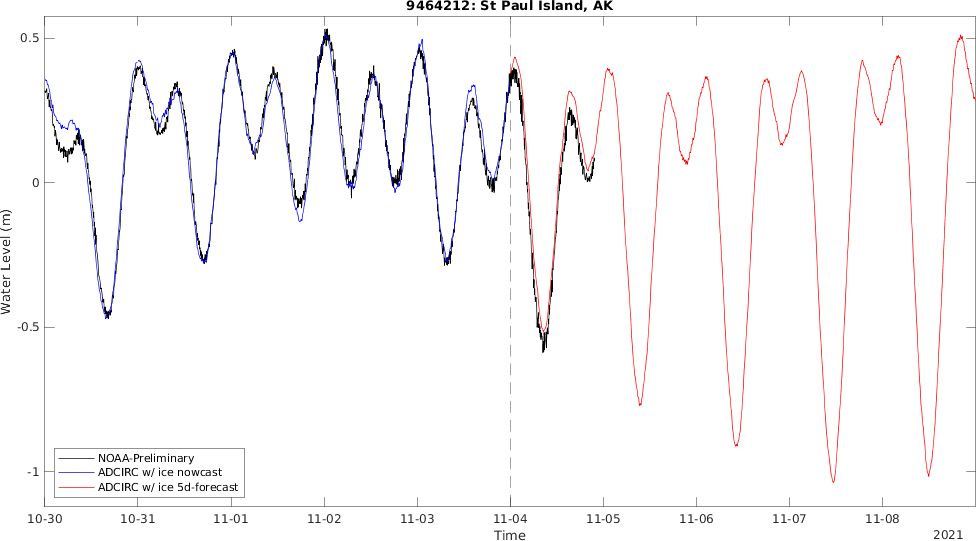 9464212: St Paul Island, AK
0.5
0
-0.5
-1
Water Level (m)
NOAA-Preliminary
ADCIRC w/ ice nowcast
ADCIRC w/ ice 5d-forecast
10-30 10-31 11-01 11-02 11-03 11-04 11-05 11-06 11-07 11-08
Time
2021